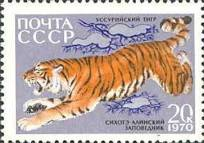 ПОЧТА
СССР
УССУРИЙСКИЙ ТИГР
СИХОТЭ-АЛИНСКИЙ
ЗАПОВЕДНИК
20к
1970